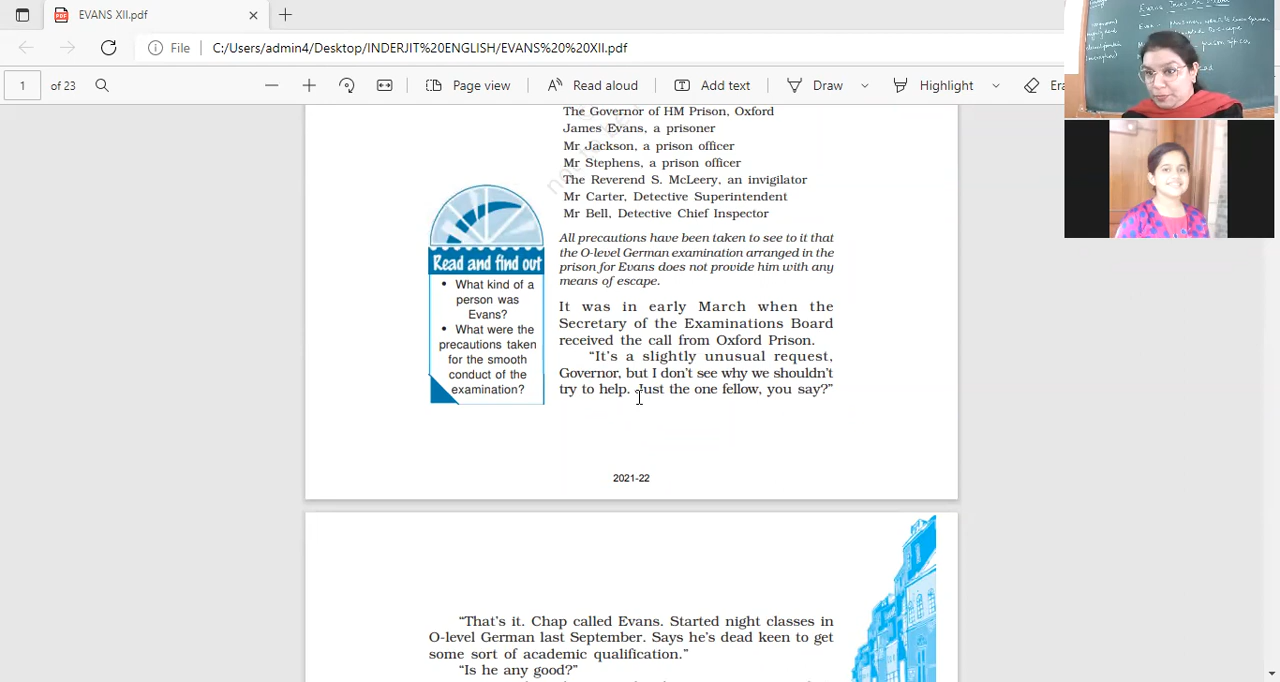 EVANS XII.pdf
File C:/Users/admin4/Desktop/INDERJIT%20ENGLISH/EVANS%20%20XII.pdf
1 of 23 Page view Read aloud Add text Draw Highlight
The Governor of HM Prison, Oxford
James Evans, a prisoner
Mr Jackson, a prison officer
Mr Stephens, a prison officer
The Reverend S. McLeery, an invigilator
Mr Carter, Detective Superintendent
Mr Bell, Detective Chief Inspector
All precautions have been taken to see to it that
the O-level German examination arranged in the
prison for Evans does not provide him with any
means of escape.
Read and find out
• What kind of a
person was
Evans?
• What were the
precautions taken
for the smooth
conduct of the
examination?
It was in early March when the
Secretary of the Examinations Board
received the call from Oxford Prison.
“It’s a slightly unusual request,
Governor, but I don’t see why we shouldn’t
try to help. Just the one fellow, you say?”
2021-22
“That’s it. Chap called Evans. Started night classes in
O-level German last September. Says he’s dead keen to get
some sort of academic qualification.”
“Is he any good?”